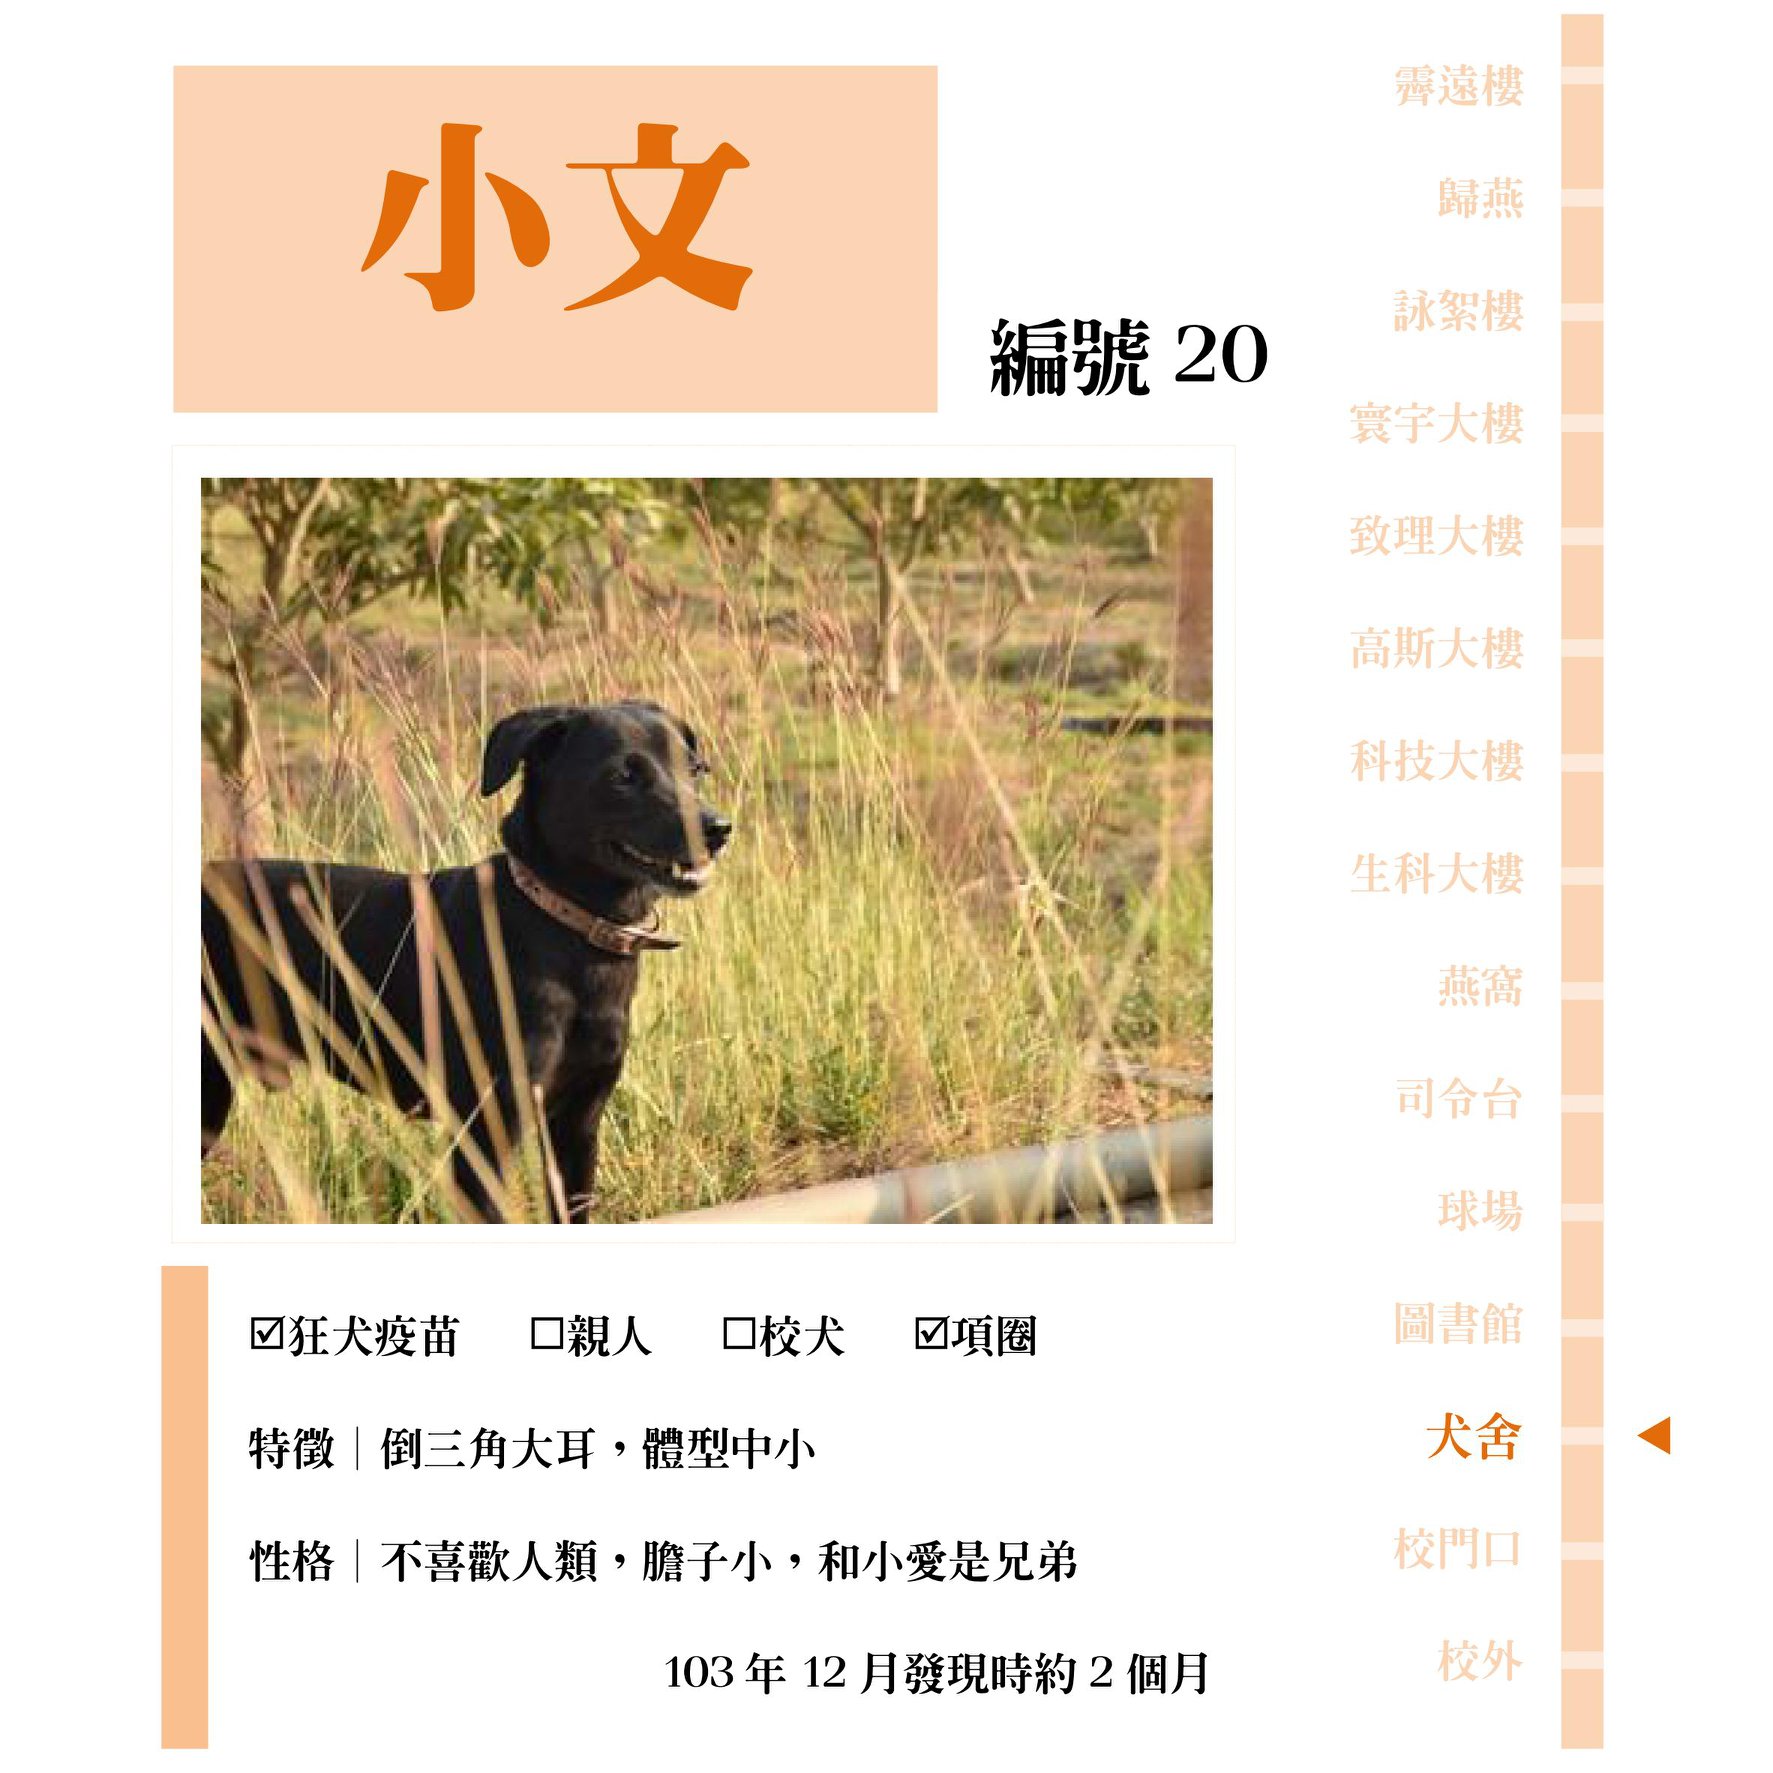 小文
編號 20
☑狂犬疫苗 ☐親人 ☐校犬 ☑項圈
特徵｜倒三角大耳，體型中小
性格｜不喜歡人類，膽子小，和小愛是兄弟
103 年 12 月發現時約 2 個月
霽遠樓
歸燕
詠絮樓
寰宇大樓
致理大樓
高斯大樓
科技大樓
生科大樓
燕窩
司令台
球場
圖書館
犬舍
校門口
校外